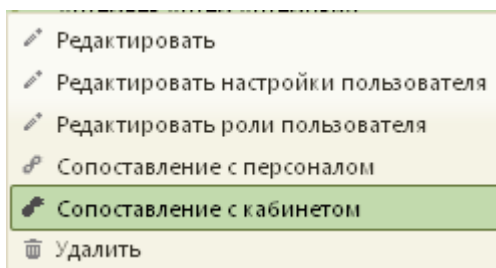 Редактировать
Редактировать настройки пользователя
Редактировать роли пользователя
Сопоставление с персоналом
Сопоставление с кабинетом
Удалить